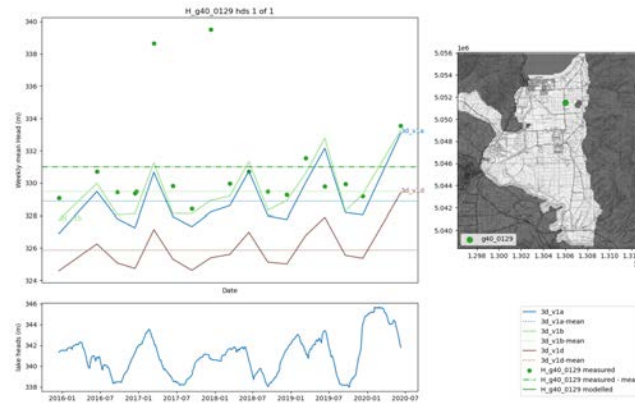 H_g40_0129 hds 1 of 1
340
338
336
334
332
330
328
326
324
Weekly mean Head (m)
3d_v1a
3d_v1d
Date
346
344
342
340
338
lake heads (m)
2016-01 2016-07 2017-01 2017-07 2018-01 2018-07 2019-01 2019-07 2020-01 2020-07
1e6
5.056
5.054
5.052
5.050
5.048
5.046
5.044
5.042
5.040
g40_0129
1.298 1.300 1.302 1.304 1.306 1.308 1.310
3d_v1a
3d_v1a-mean
3d_v1b
3d_v1b-mean
3d_v1d
3d_v1d-mean
H_g40_0129 measured
H_g40_0129 measured - mea
H_g40_0129 modelled